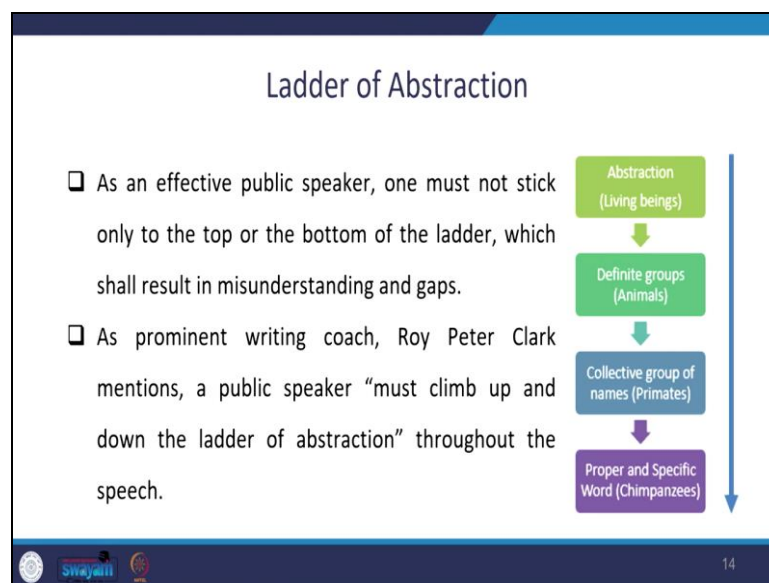 Ladder of Abstraction
❑ As an effective public speaker, one must not stick
only to the top or the bottom of the ladder, which
shall result in misunderstanding and gaps.
❑ As prominent writing coach, Roy Peter Clark
mentions, a public speaker “must climb up and
down the ladder of abstraction” throughout the
speech.
Abstraction
(Living beings)
Definite groups
(Animals)
Collective group of
names (Primates)
Proper and Specific
Word (Chimpanzees)
swayam
14